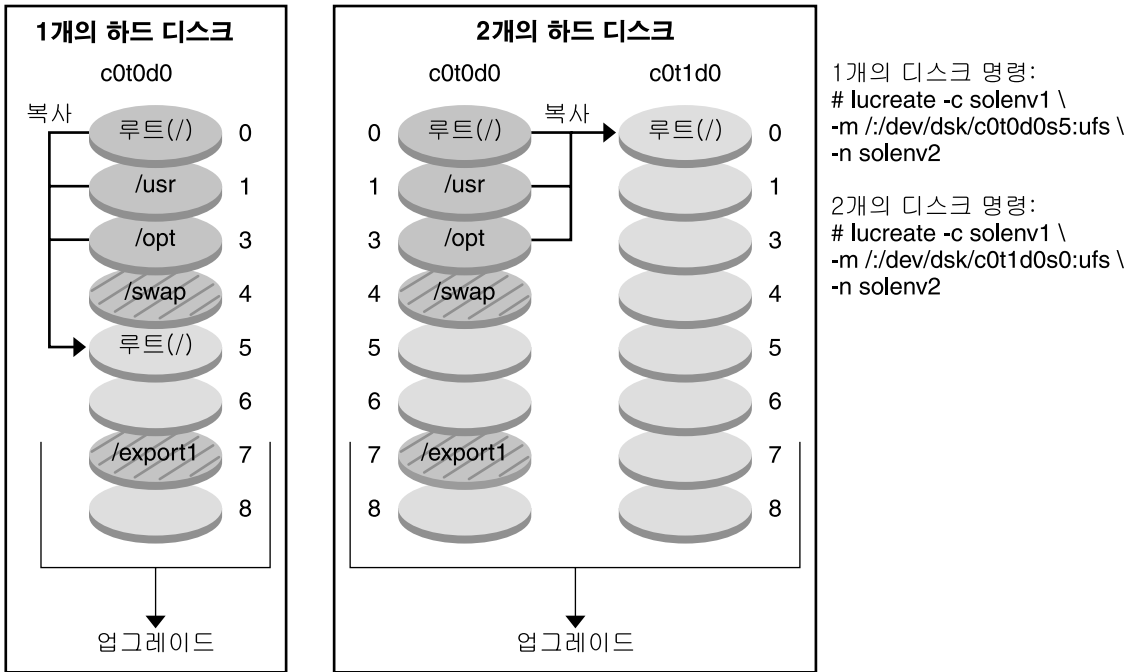 1개의 하드 디스크
c0t0d0
복사
루트(/) 0
/usr 1
/opt 3
/swap 4
루트(/) 5
6
/export1 7
8
업그레이드
2개의 하드 디스크
c0t0d0 c0t1d0
복사
0 루트(/) 루트(/) 0
1 /usr 1
3 /opt 3
4 /swap 4
5 5
6 6
7 /export1 7
8 8
업그레이드
1개의 디스크 명령:
# lucreate -c solenv1 \
-m /:/dev/dsk/c0t0d0s5:ufs \
-n solenv2
2개의 디스크 명령:
# lucreate -c solenv1 \
-m /:/dev/dsk/c0t1d0s0:ufs \
-n solenv2